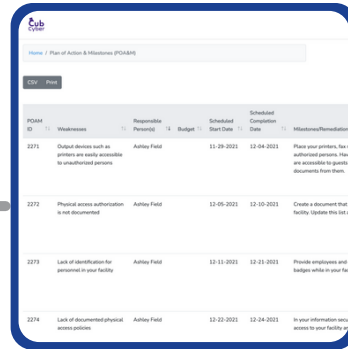 Cub
Cyber
Home / Plan of Action & Milestones (POA&M)
CSV Print
POAM ID Weaknesses Responsible Person(s) Budget Scheduled Start Date Scheduled Completion Date Milestones/Remediation
2271 Output devices such as Ashley Field 11-29-2021 12-04-2021 Place your printers, fax
printers are easily accessible authorized persons.
to unauthorized persons are accessible to guests
documents from them.
2272 Physical access authorization Ashley Field 12-05-2021 12-10-2021 Create a document that
is not documented facility. Update this list
2273 Lack of identification for Ashley Field 12-11-2021 12-21-2021 Provide employees and
personnel in your facility badges while in your
2274 Lack of documented physical Ashley Field 12-22-2021 12-24-2021 In your information
access policies access to your facility